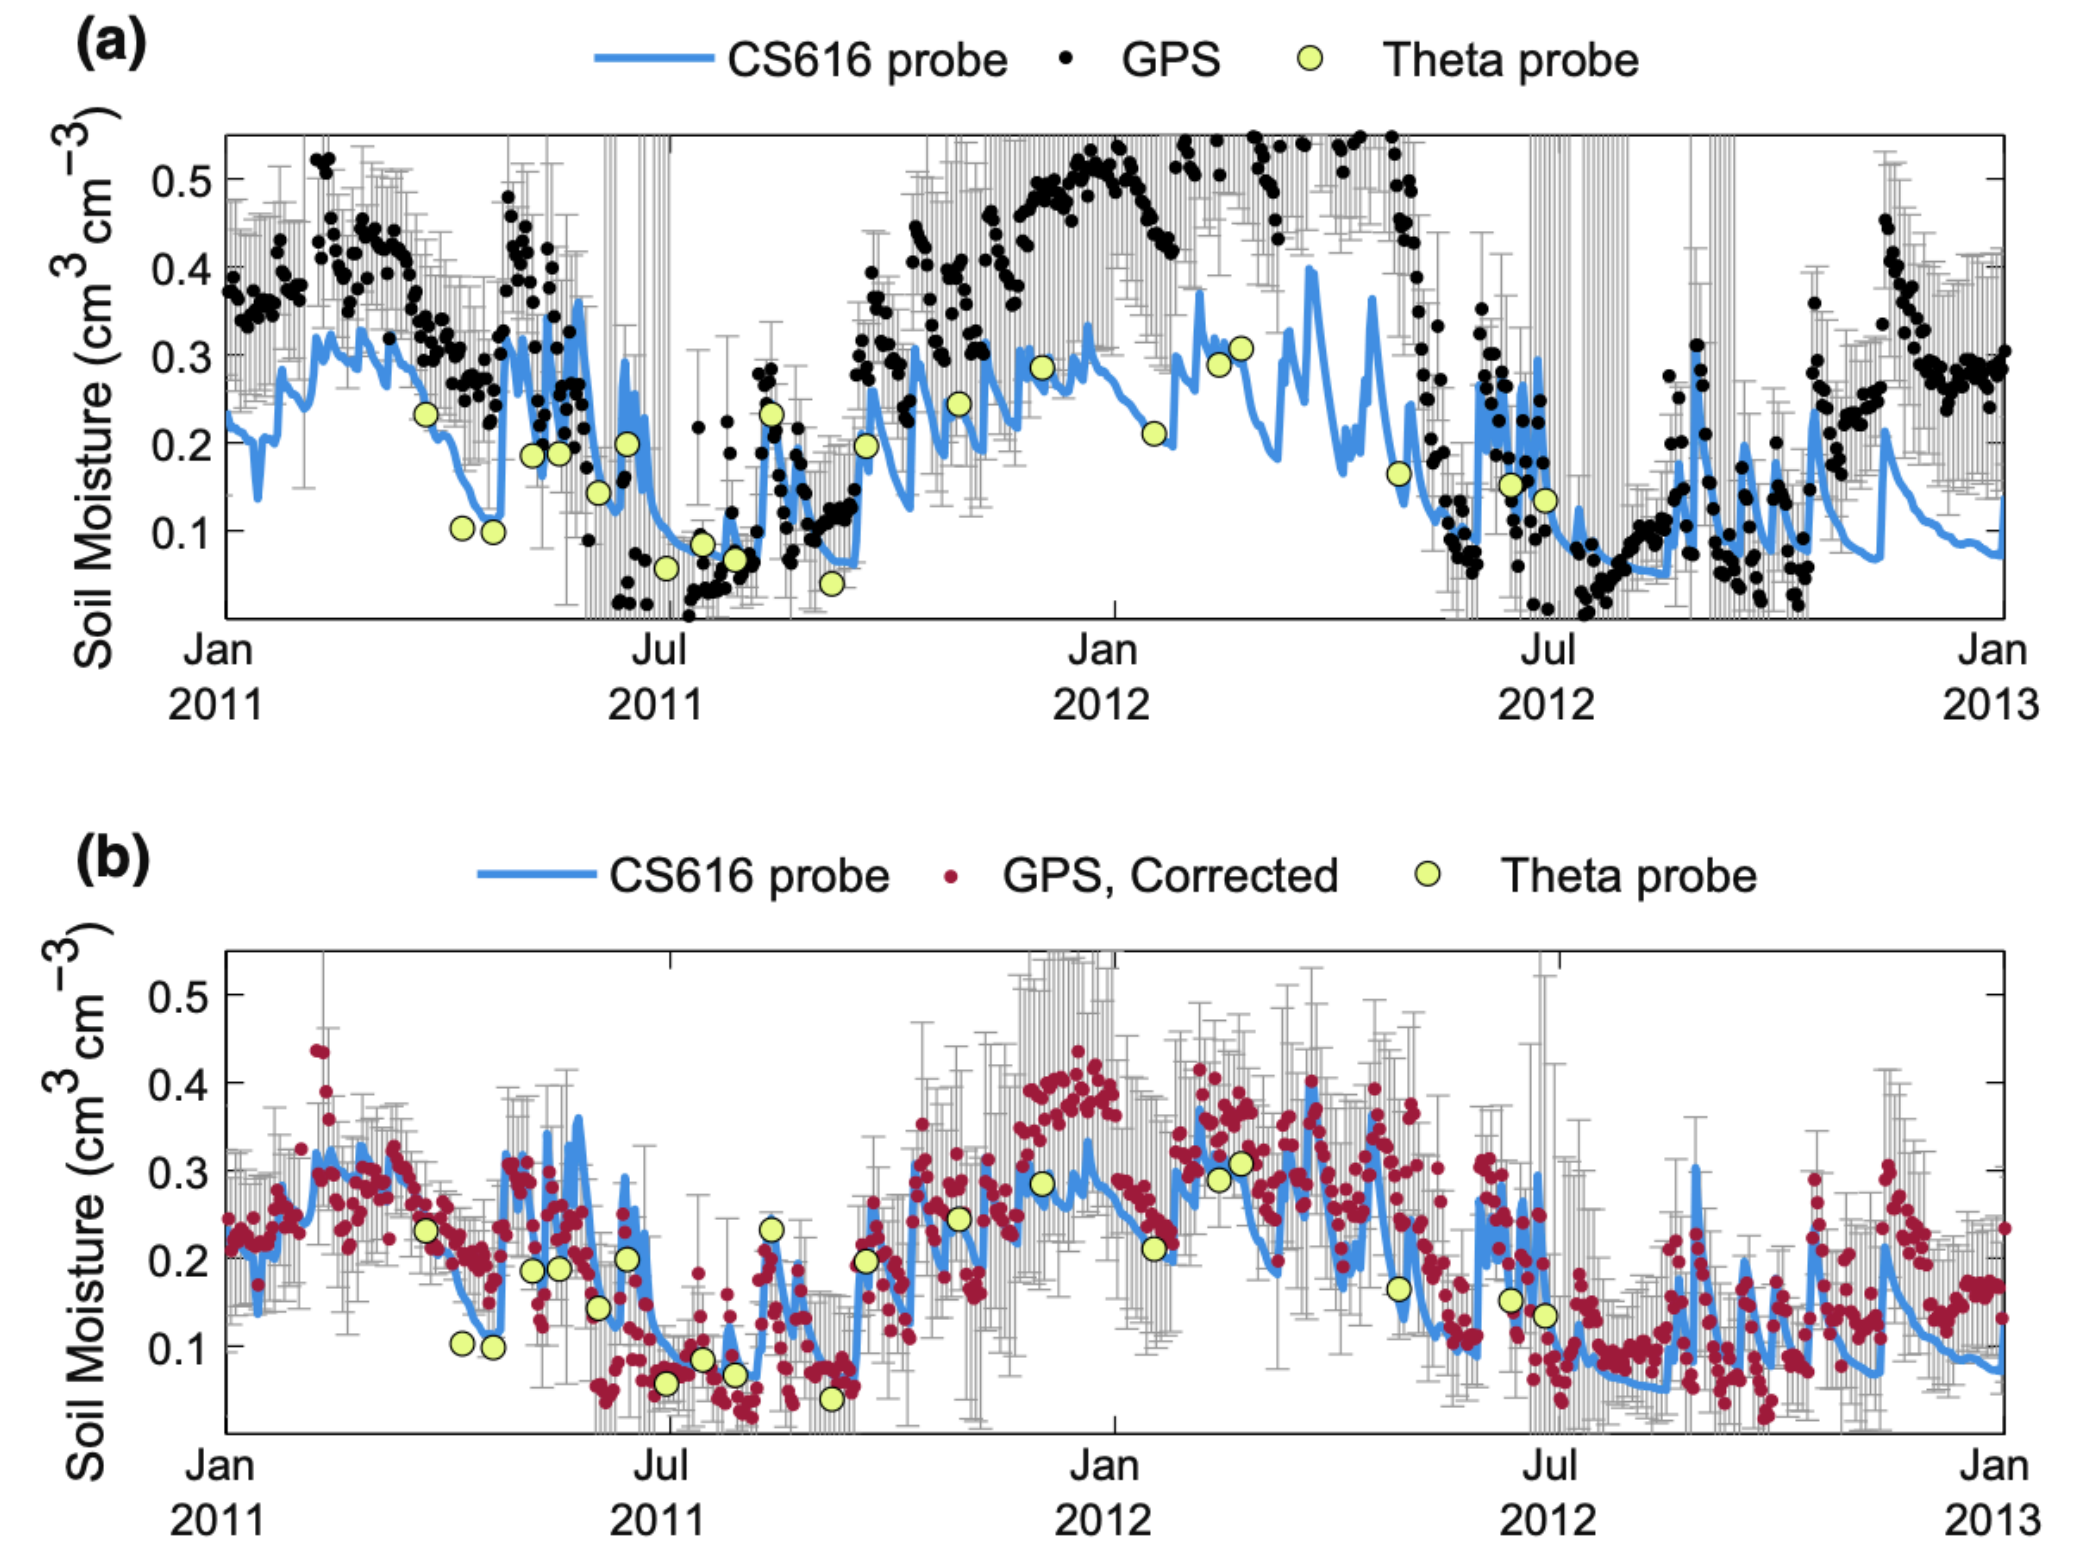 (a)
CS616 probe GPS Theta probe
Soil Moisture (cm³ cm⁻³)
0.5
0.4
0.3
0.2
0.1
Jan Jul Jan Jul Jan
2011 2011 2012 2012 2013
(b)
CS616 probe GPS, Corrected Theta probe
Soil Moisture (cm³ cm⁻³)
0.5
0.4
0.3
0.2
0.1
Jan Jul Jan Jul Jan
2011 2011 2012 2012 2013